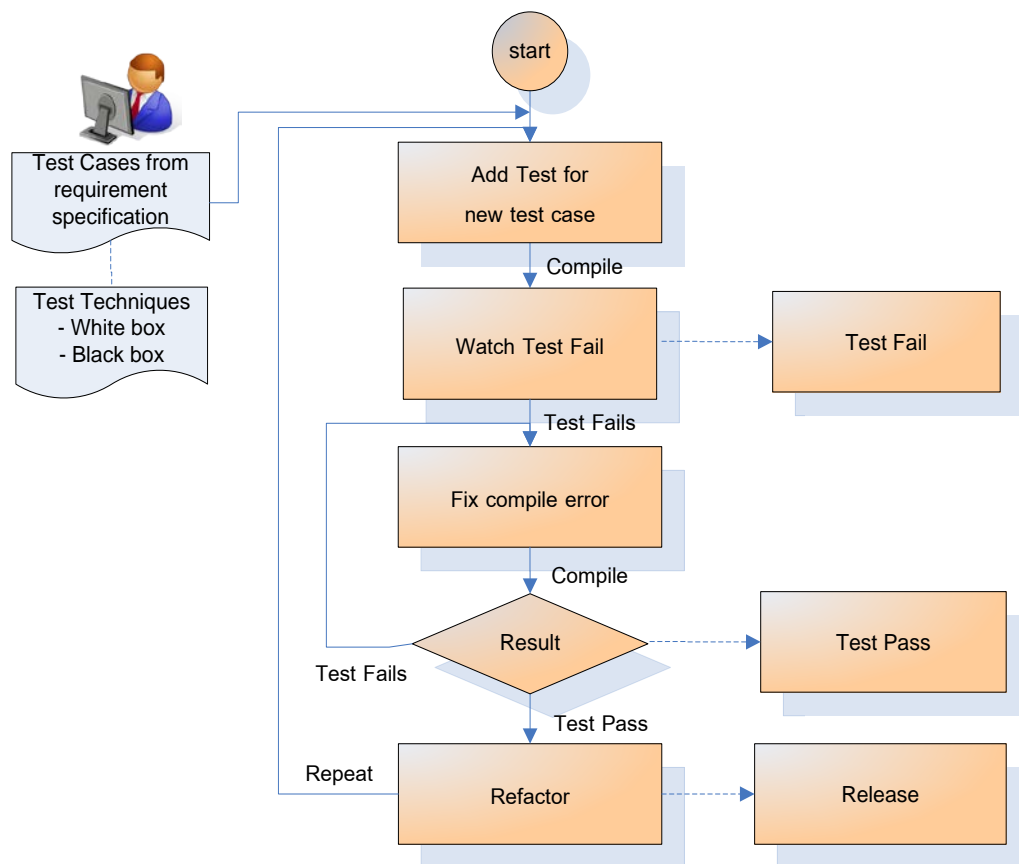 start
Test Cases from
requirement
specification
Add Test for
new test case
Compile
Test Techniques
- White box
- Black box
Watch Test Fail
Test Fail
Test Fails
Fix compile error
Compile
Result
Test Pass
Test Fails
Test Pass
Repeat
Refactor
Release